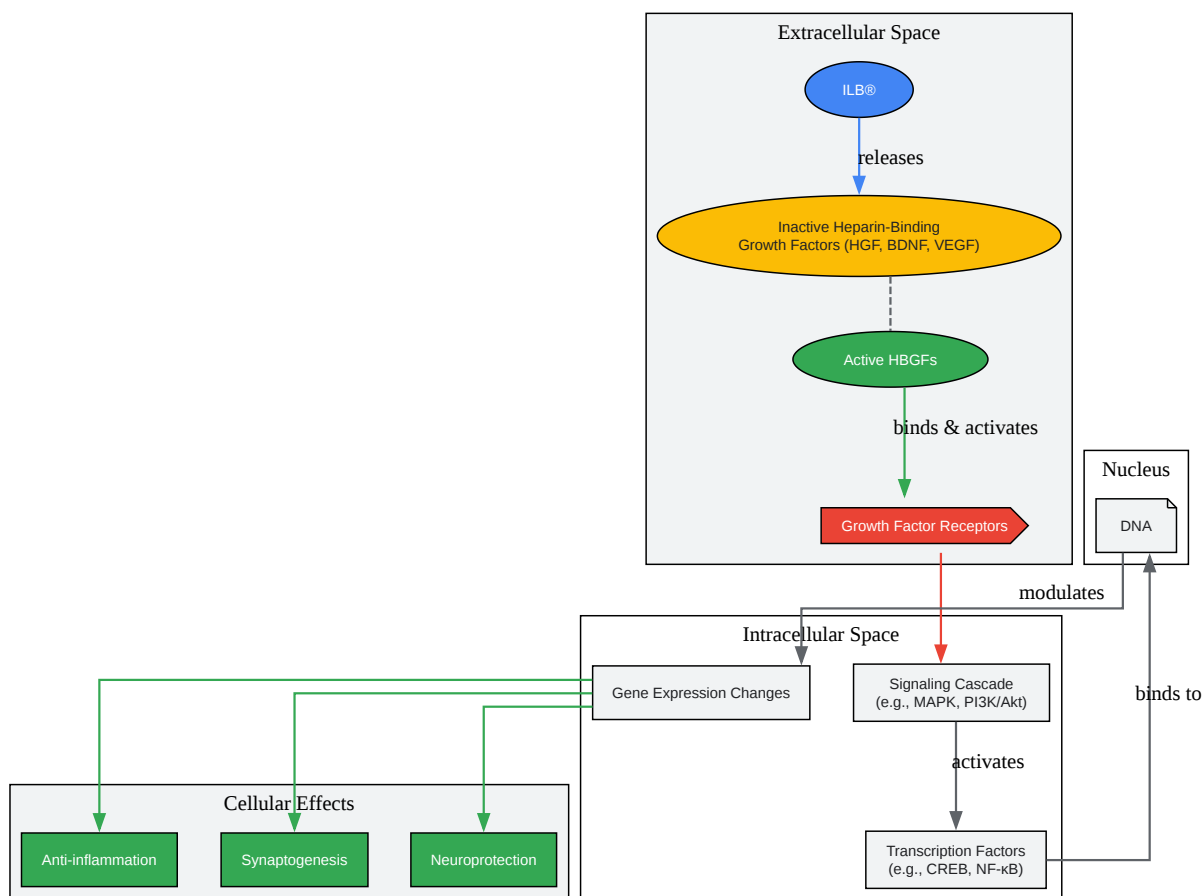 Extracellular Space
ILB®
releases
Inactive Heparin-Binding
Growth Factors (HGF, BDNF, VEGF)
Active HBGFs
binds & activates
Nucleus
Growth Factor Receptors
DNA
modulates
Intracellular Space
Gene Expression Changes
Signaling Cascade
(e.g., MAPK, PI3K/Akt)
binds to
activates
Cellular Effects
Anti-inflammation
Synaptogenesis
Neuroprotection
Transcription Factors
(e.g., CREB, NF-κB)